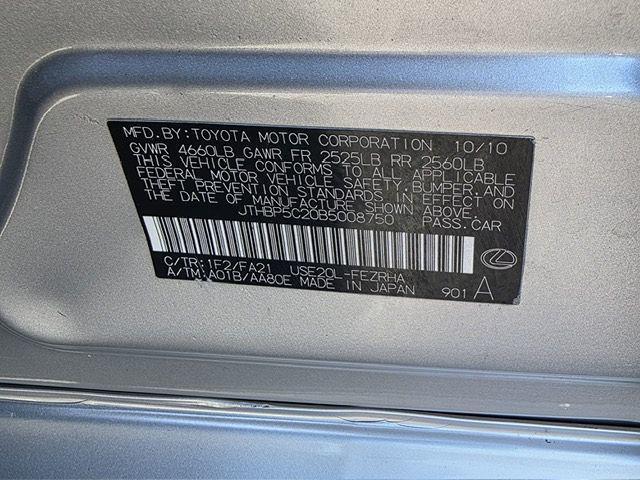 MFD.BY:TOYOTA MOTOR CORPORATION 10/10
GVWR 4660LB GAWR FR 2525LB RR 2560LB
THIS VEHICLE CONFORMS TO ALL APPLICABLE
FEDERAL MOTOR VEHICLE SAFETY,BUMPER,AND
THEFT PREVENTION STANDARDS IN EFFECT ON
THE DATE OF MANUFACTURE SHOWN ABOVE.
JTHBP5C20B5008750 PASS.CAR
C/TR:1F2/FA21 USE20L-FEZRHA
A/TM:A01B/AA80E MADE IN JAPAN 901 A